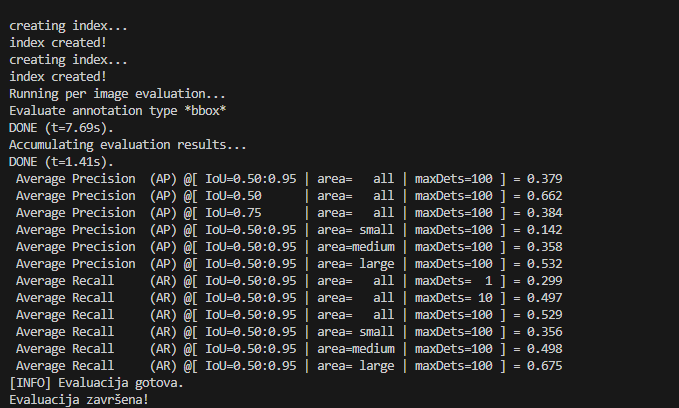 creating index...
index created!
creating index...
index created!
Running per image evaluation...
Evaluate annotation type *bbox*
DONE (t=7.69s).
Accumulating evaluation results...
DONE (t=1.41s).
 Average Precision  (AP) @[ IoU=0.50:0.95 | area=   all | maxDets=100 ] = 0.379
 Average Precision  (AP) @[ IoU=0.50      | area=   all | maxDets=100 ] = 0.662
 Average Precision  (AP) @[ IoU=0.75      | area=   all | maxDets=100 ] = 0.384
 Average Precision  (AP) @[ IoU=0.50:0.95 | area= small | maxDets=100 ] = 0.142
 Average Precision  (AP) @[ IoU=0.50:0.95 | area=medium | maxDets=100 ] = 0.358
 Average Precision  (AP) @[ IoU=0.50:0.95 | area= large | maxDets=100 ] = 0.532
 Average Recall     (AR) @[ IoU=0.50:0.95 | area=   all | maxDets=  1 ] = 0.299
 Average Recall     (AR) @[ IoU=0.50:0.95 | area=   all | maxDets= 10 ] = 0.497
 Average Recall     (AR) @[ IoU=0.50:0.95 | area=   all | maxDets=100 ] = 0.529
 Average Recall     (AR) @[ IoU=0.50:0.95 | area= small | maxDets=100 ] = 0.356
 Average Recall     (AR) @[ IoU=0.50:0.95 | area=medium | maxDets=100 ] = 0.498
 Average Recall     (AR) @[ IoU=0.50:0.95 | area= large | maxDets=100 ] = 0.675
[INFO] Evaluacija gotova.
Evaluacija završena!